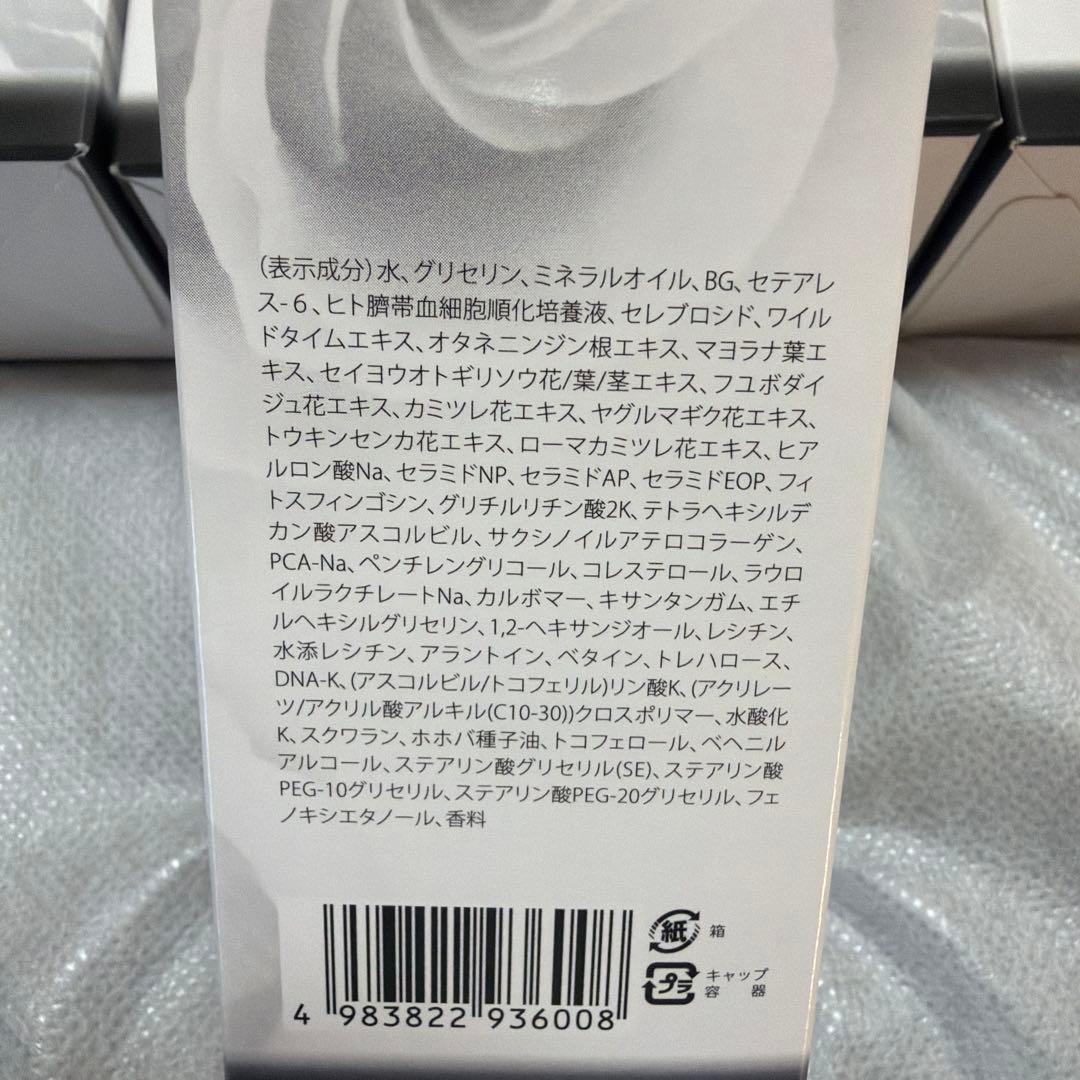 (表示成分)水、グリセリン、ミネラルオイル、BG、セテアレ
ス-６、ヒト臍帯血細胞順化培養液、セレブロシド、ワイル
ドタイムエキス、オタネニンジン根エキス、マヨラナ葉エ
キス、セイヨウオトギリソウ花/葉/茎エキス、フユボダイ
ジュ花エキス、カミツレ花エキス、ヤグルマギク花エキス、
トウキンセンカ花エキス、ローマカミツレ花エキス、ヒア
ルロン酸Na、セラミドNP、セラミドAP、セラミドEOP、フィ
トスフィンゴシン、グリチルリチン酸2K、テトラヘキシルデ
カン酸アスコルビル、サクシノイルアテロコラーゲン、
PCA-Na、ペンチレングリコール、コレステロール、ラウロ
イルラクチレートNa、カルボマー、キサンタンガム、エチ
ルヘキシルグリセリン、1,2-ヘキサンジオール、レシチン、
水添レシチン、アラントイン、ベタイン、トレハロース、
DNA-K、(アスコルビル/トコフェリル)リン酸K、(アクリレー
ツ/アクリル酸アルキル(C10-30))クロスポリマー、水酸化
K、スクワラン、ホホバ種子油、トコフェロール、ベヘニル
アルコール、ステアリン酸グリセリル(SE)、ステアリン酸
PEG-10グリセリル、ステアリン酸PEG-20グリセリル、フェ
ノキシエタノール、香料
紙 箱
プラ キャップ
容器
4 983822 936008